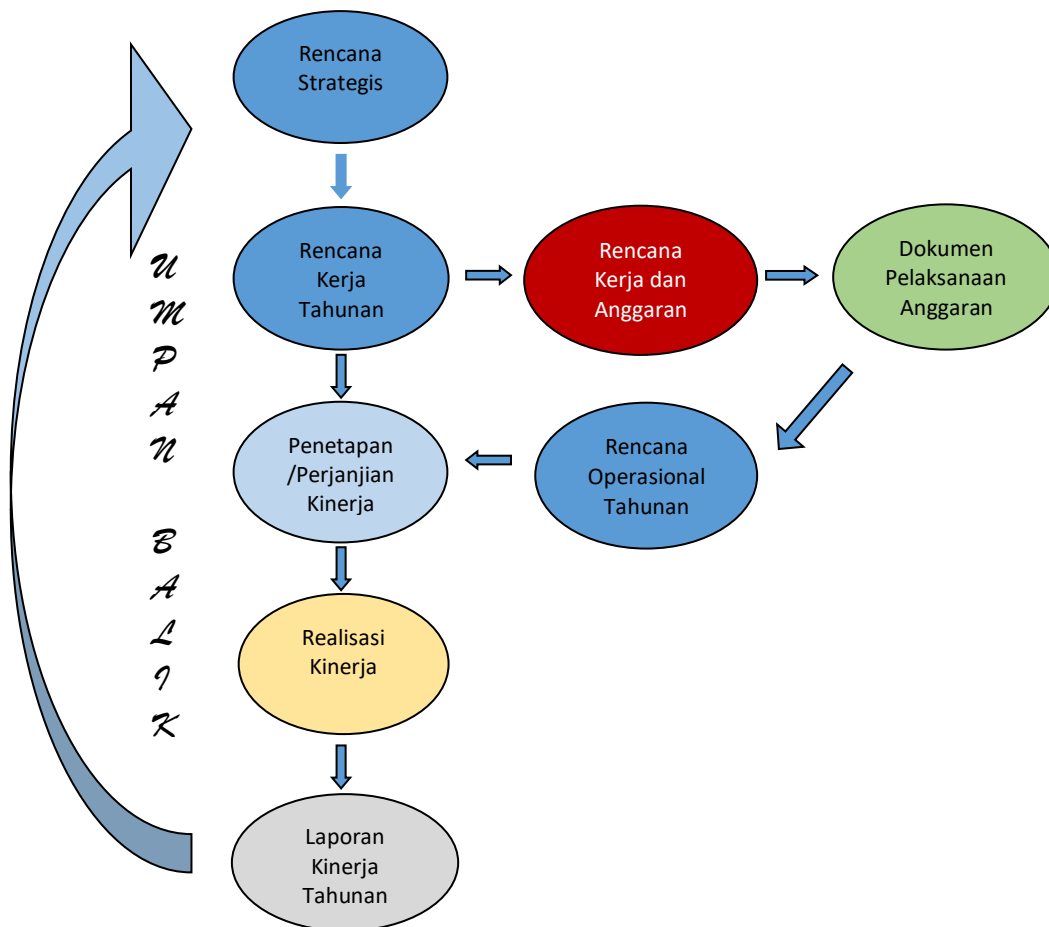 Rencana
Strategis
Rencana
Kerja
Tahunan
Rencana
Kerja dan
Anggaran
Dokumen
Pelaksanaan
Anggaran
Penetapan
/Perjanjian
Kinerja
Rencana
Operasional
Tahunan
Realisasi
Kinerja
Laporan
Kinerja
Tahunan
U
M
P
A
N
B
A
L
I
K